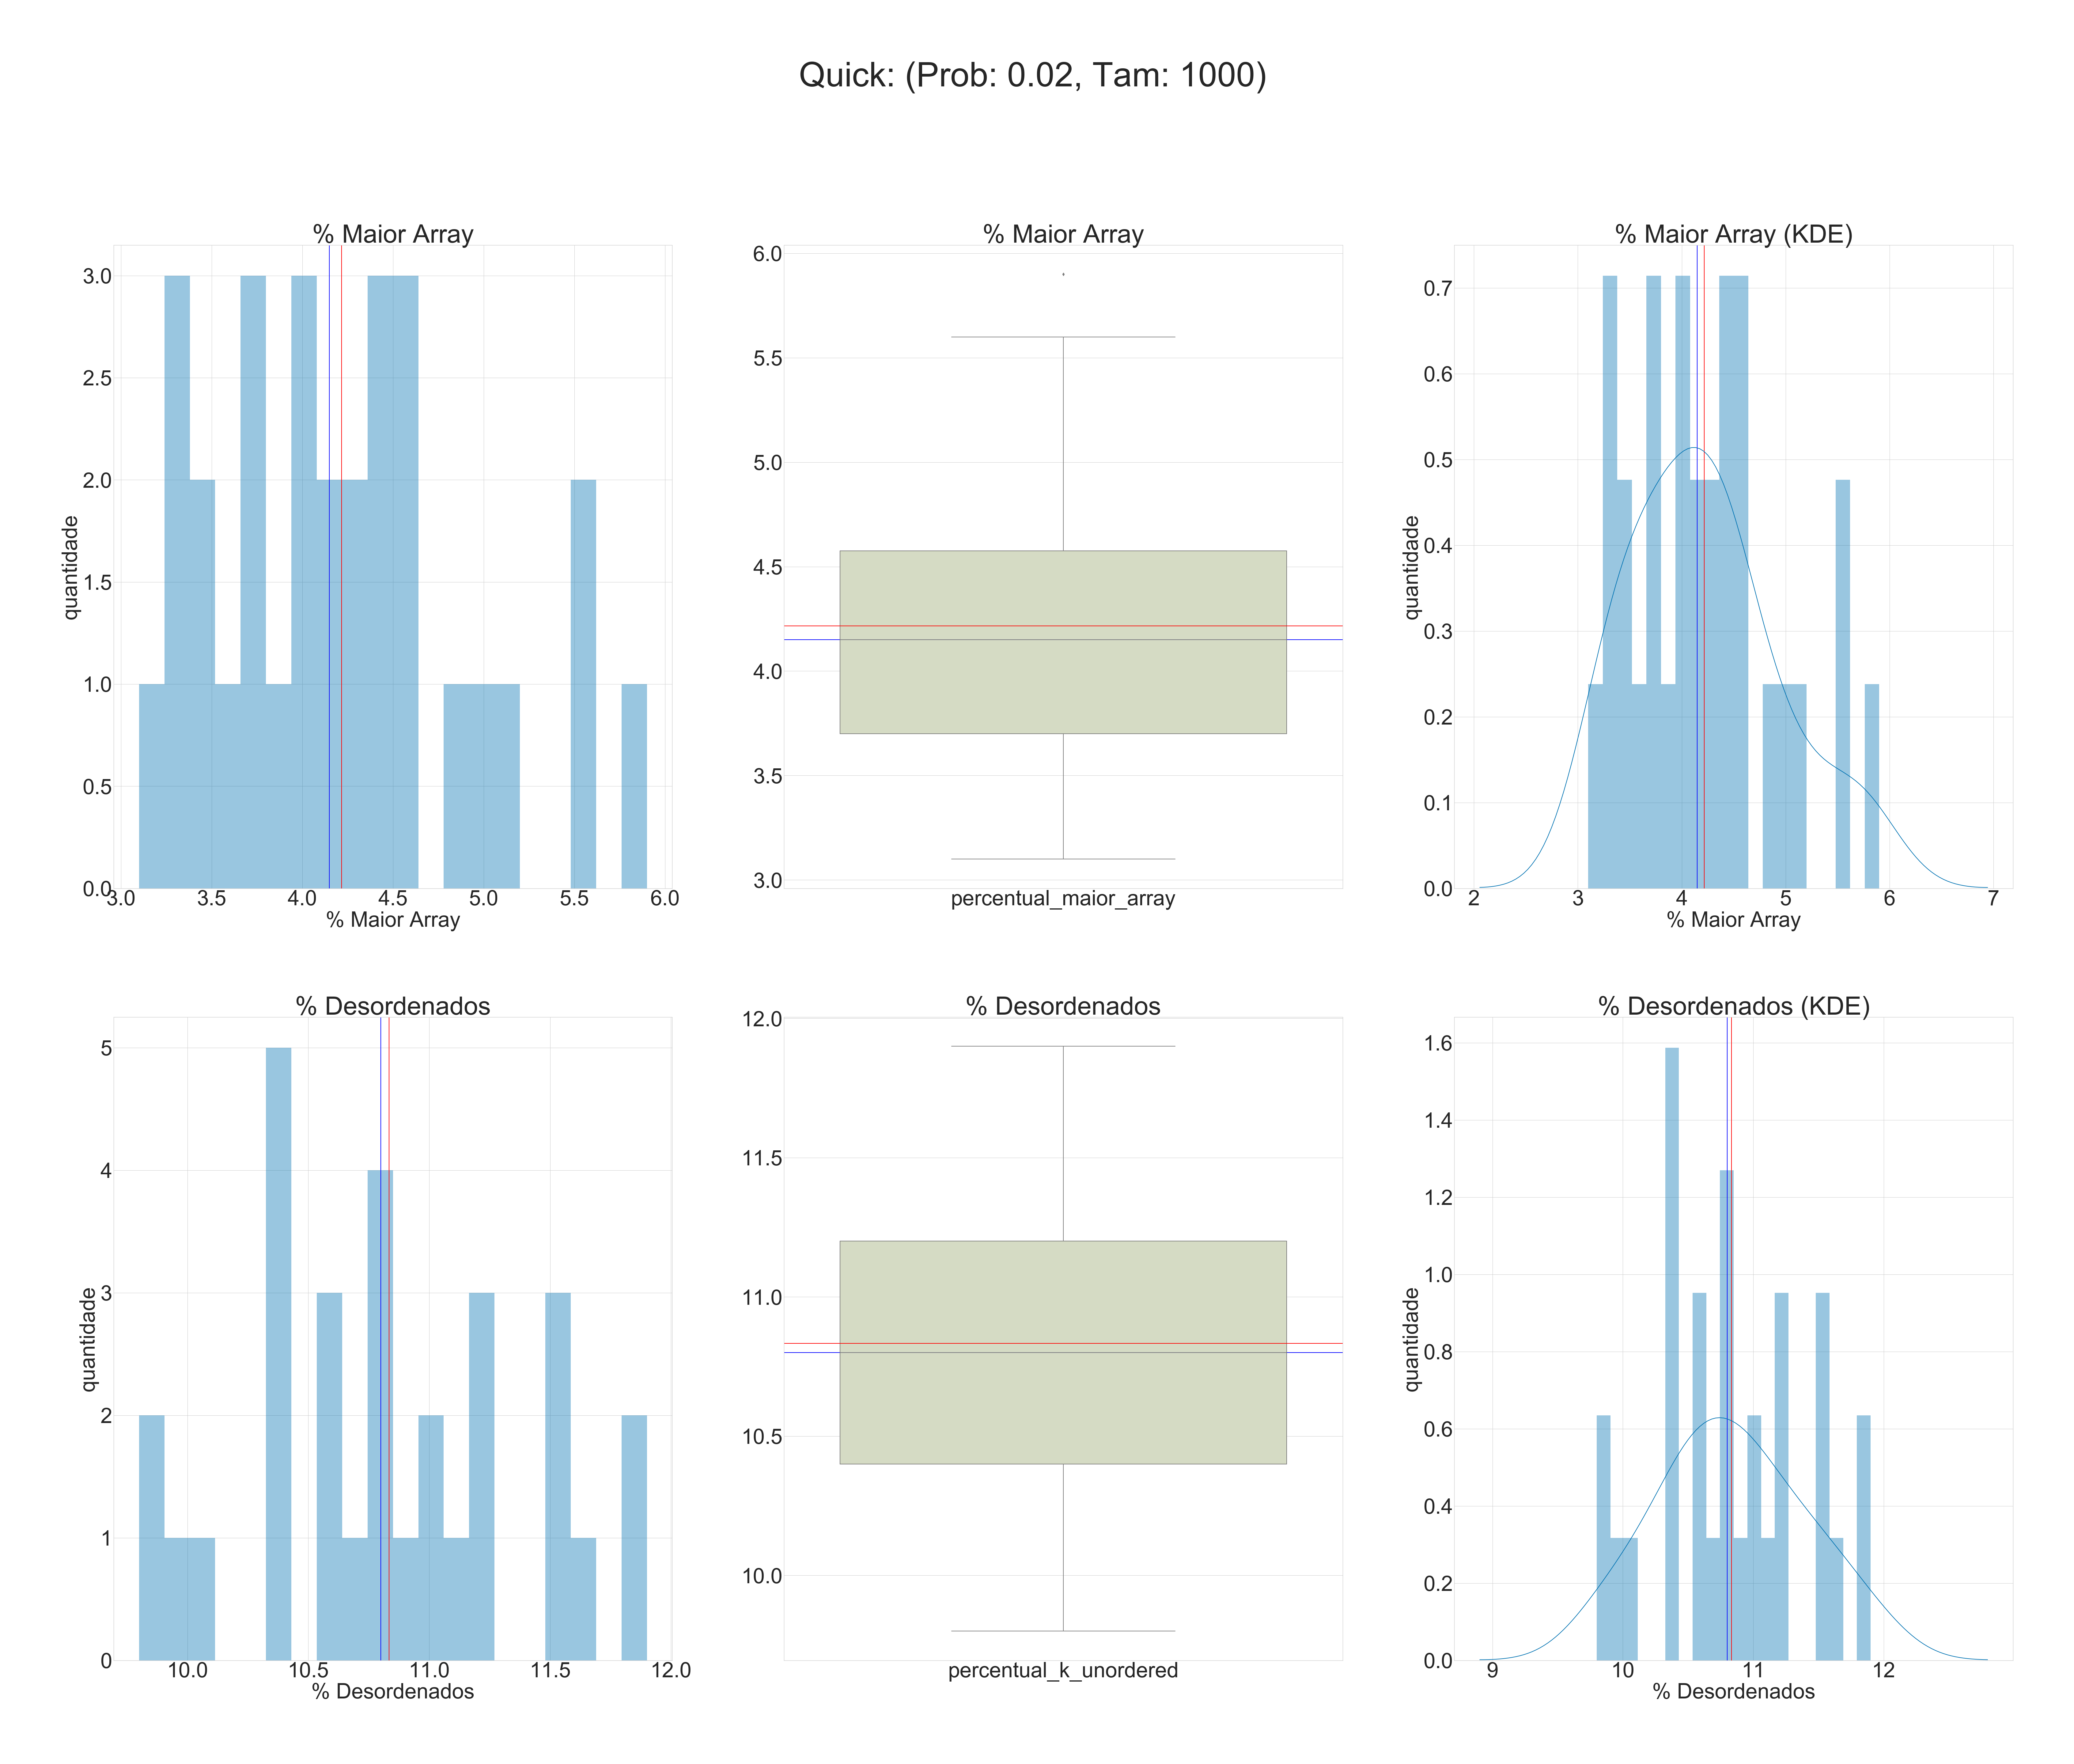 Quick: (Prob: 0.02, Tam: 1000)
% Maior Array
3.0
2.5
2.0
1.5
1.0
0.5
0.0
quantidade
3.0 3.5 4.0 4.5 5.0 5.5 6.0
% Maior Array
% Maior Array
6.0
5.5
5.0
4.5
4.0
3.5
3.0
percentual_maior_array
% Maior Array (KDE)
0.7
0.6
0.5
0.4
0.3
0.2
0.1
0.0
quantidade
2 3 4 5 6 7
% Maior Array
% Desordenados
5
4
3
2
1
0
quantidade
10.0 10.5 11.0 11.5 12.0
% Desordenados
% Desordenados
12.0
11.5
11.0
10.5
10.0
percentual_k_unordered
% Desordenados (KDE)
1.6
1.4
1.2
1.0
0.8
0.6
0.4
0.2
0.0
quantidade
9 10 11 12
% Desordenados